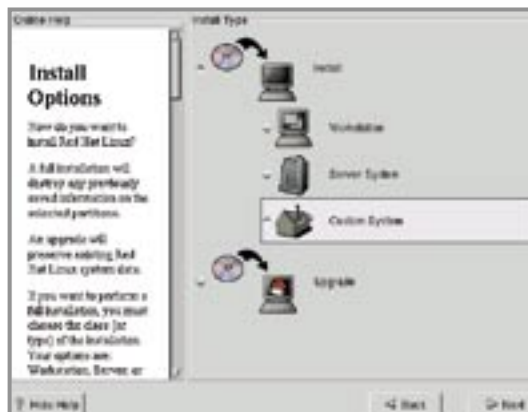 Online Help
Install Type
Install
Options
How do you want to
install Red Hat Linux?
A full installation will
destroy any previously
saved information on the
selected partitions.
An upgrade will
preserve existing Red
Hat Linux system data.
If you want to perform a
full installation, you must
choose the class (or
type) of the installation.
Your options are:
Workstation, Server, or
Install
Workstation
Server System
Custom System
Upgrade
Hide Help
Back
Next